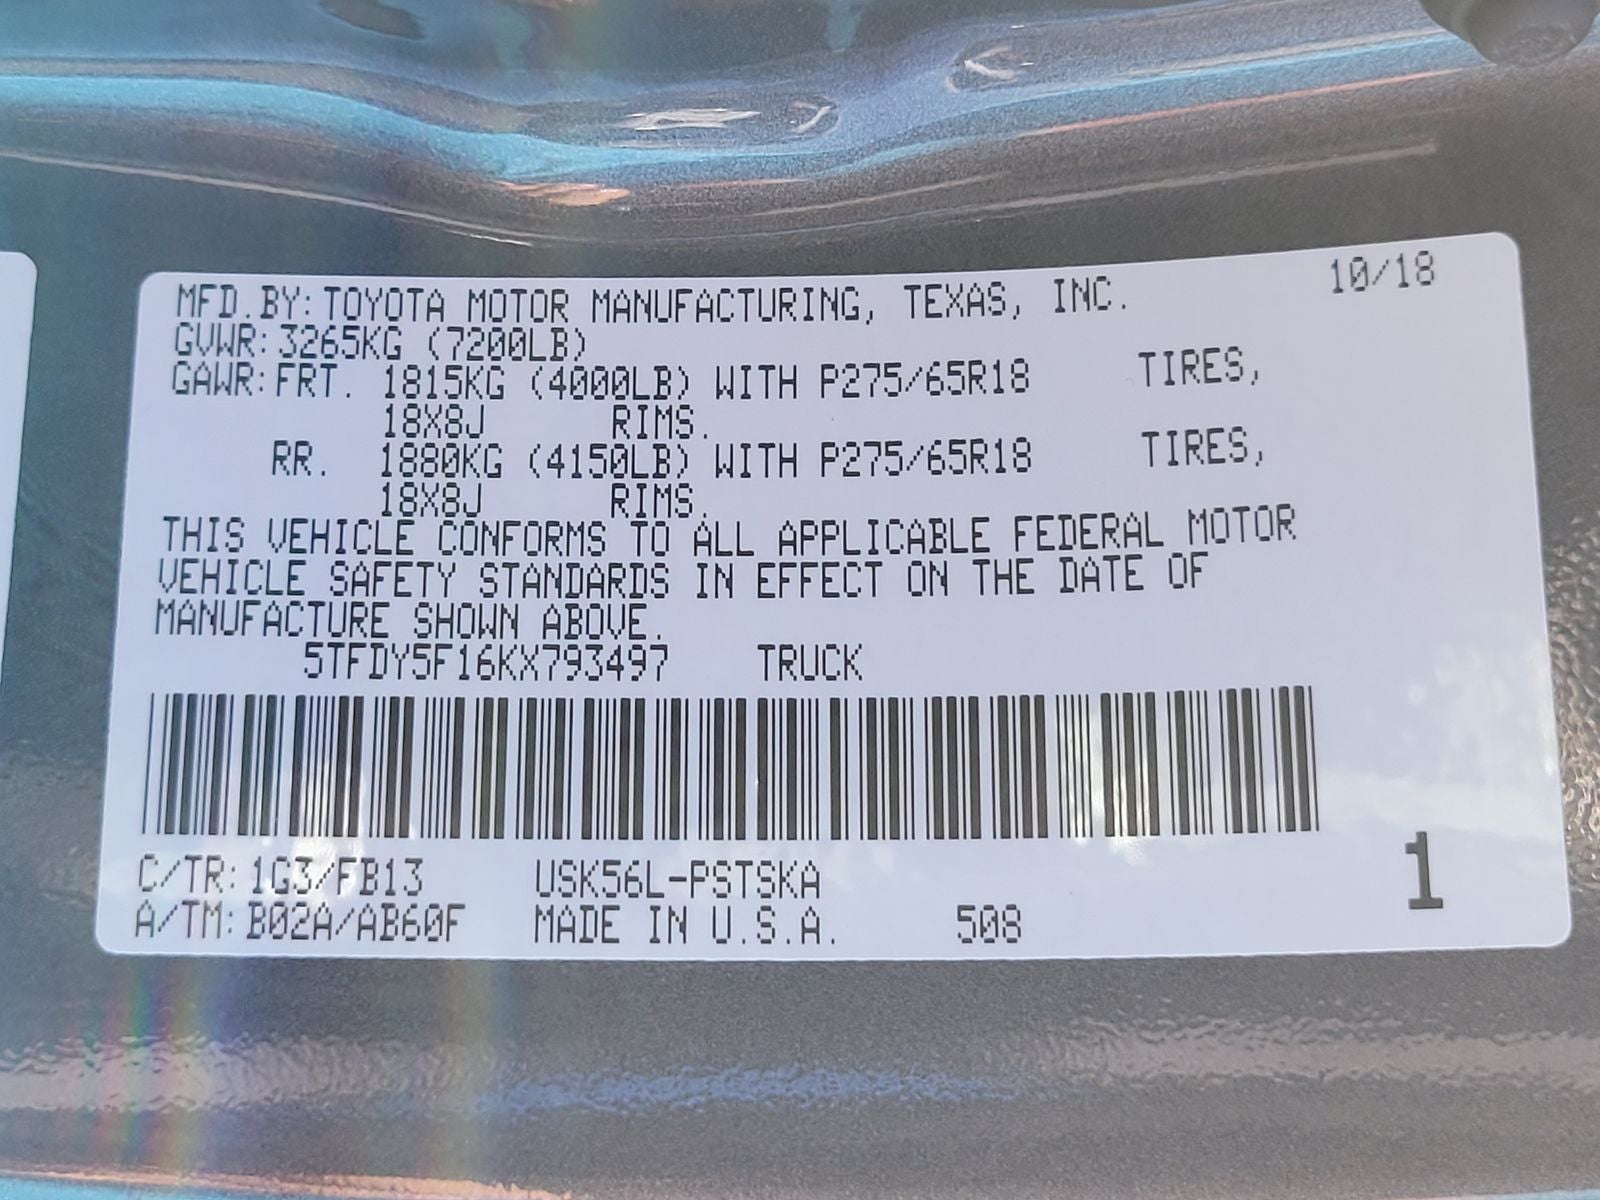 MFD.BY: TOYOTA MOTOR MANUFACTURING, TEXAS, INC. 10/18
GVWR: 3265KG (7200LB)
GAWR: FRT. 1815KG (4000LB) WITH P275/65R18 TIRES,
18X8J RIMS.
RR. 1880KG (4150LB) WITH P275/65R18 TIRES,
18X8J RIMS.
THIS VEHICLE CONFORMS TO ALL APPLICABLE FEDERAL MOTOR
VEHICLE SAFETY STANDARDS IN EFFECT ON THE DATE OF
MANUFACTURE SHOWN ABOVE.
5TFDY5F16KX793497 TRUCK
C/TR: 1G3/FB13 USK56L-PSTSKA
A/TM: B02A/AB60F MADE IN U.S.A. 508
1